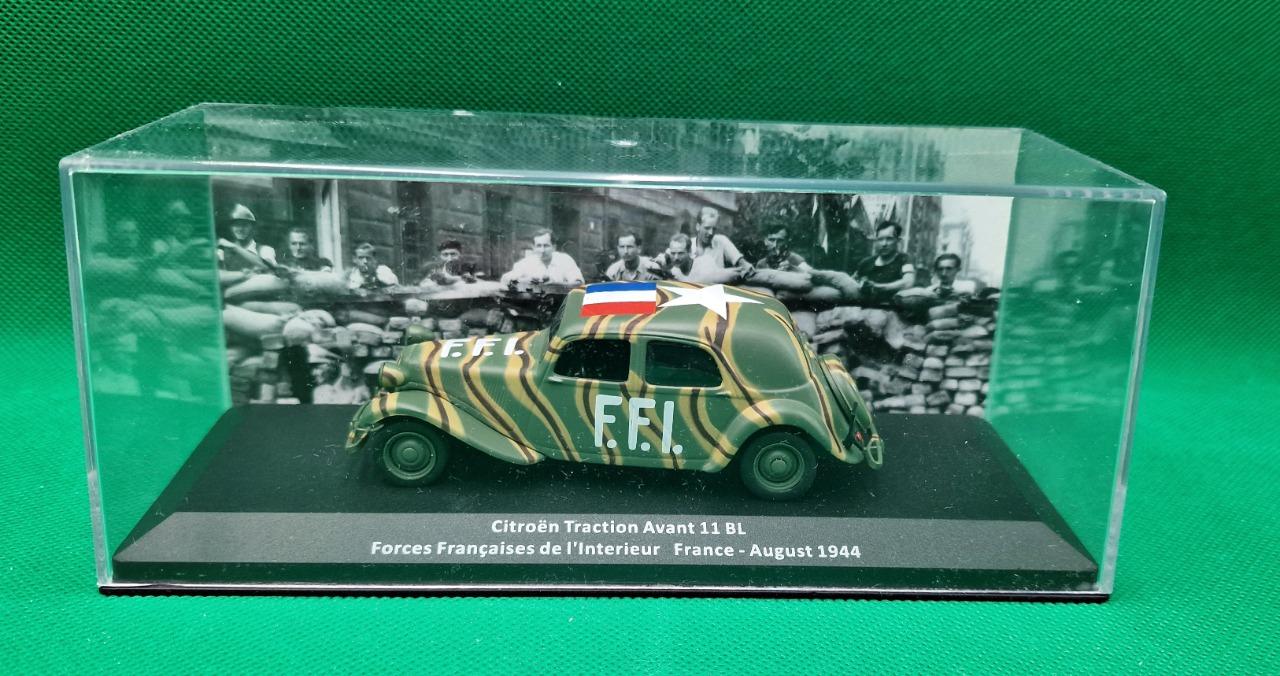 F.F.I.
F.F.I.
Citroën Traction Avant 11 BL
Forces Françaises de l'Interieur France - August 1944